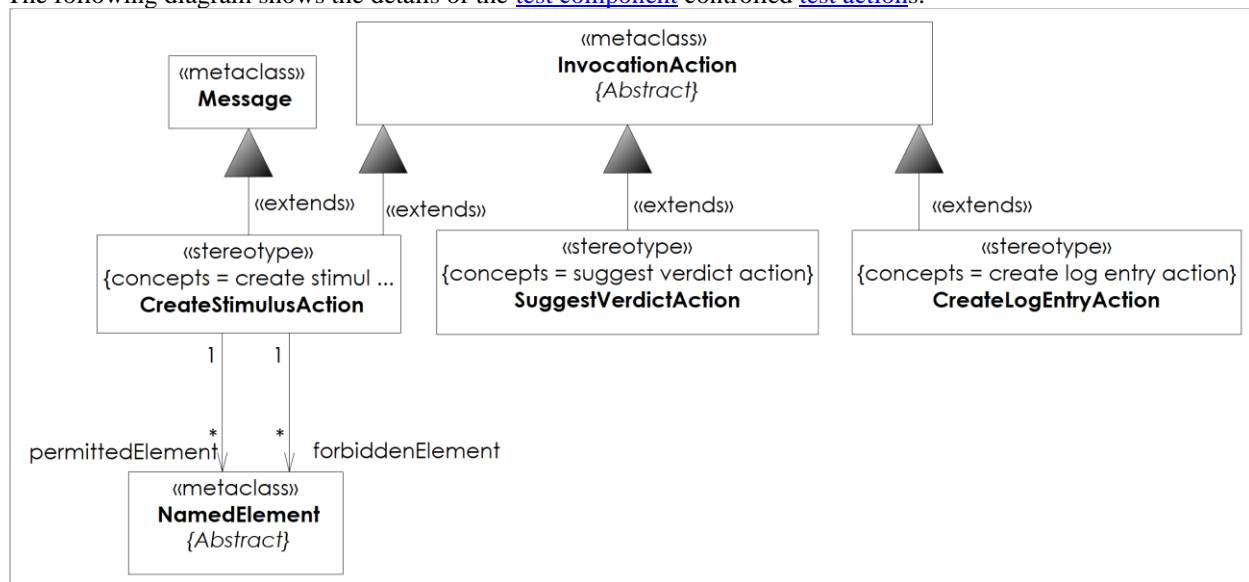 The following diagram shows the details of the test component controlled test actions.
«metaclass»
Message
«metaclass»
InvocationAction
{Abstract}
«extends»
«extends»
«extends»
«extends»
«stereotype»
{concepts = create stimul ...
CreateStimulusAction
«stereotype»
{concepts = suggest verdict action}
SuggestVerdictAction
«stereotype»
{concepts = create log entry action}
CreateLogEntryAction
1
1
*
*
permittedElement
forbiddenElement
«metaclass»
NamedElement
{Abstract}